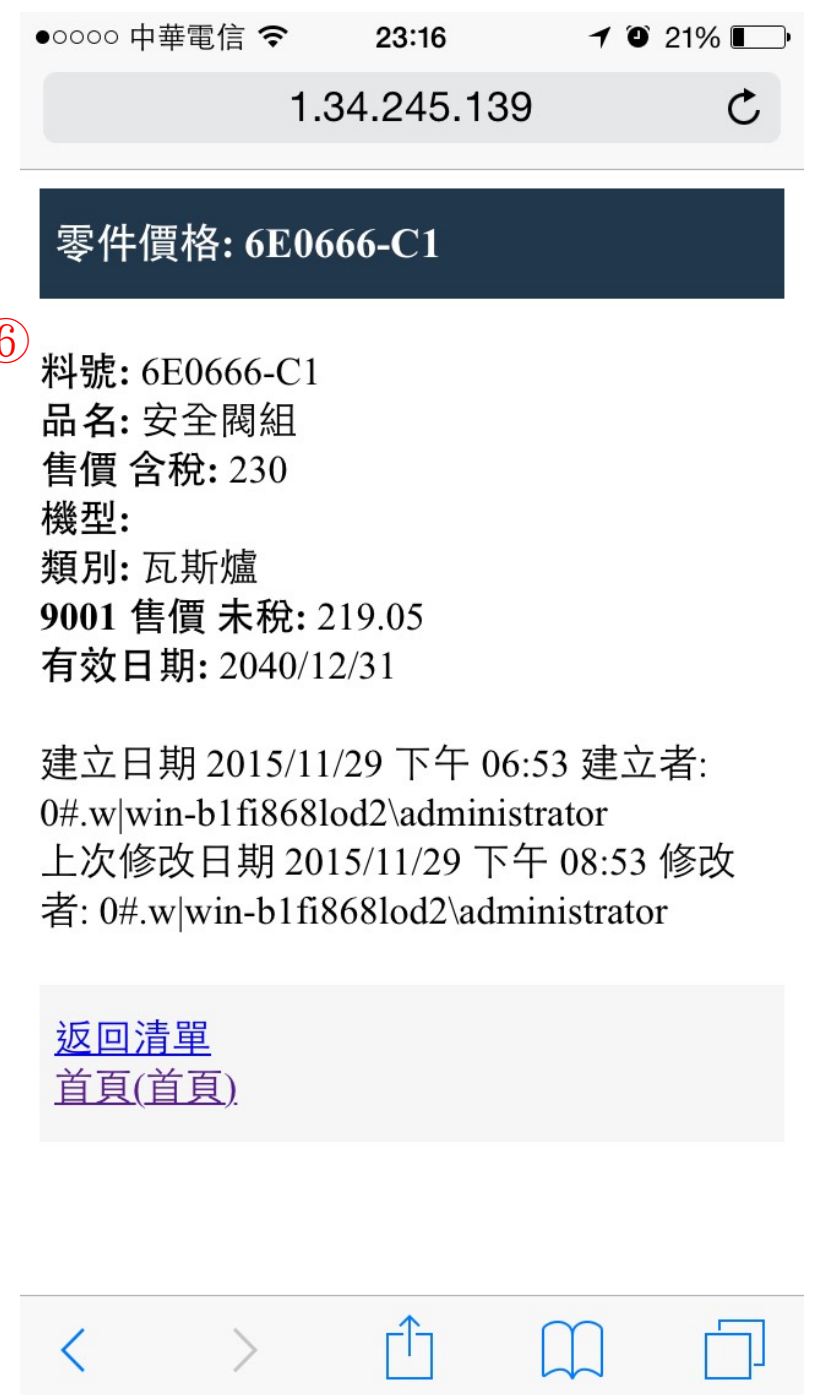 中華電信 23:16 21%
1.34.245.139
零件價格: 6E0666-C1
⑥
料號: 6E0666-C1
品名: 安全閥組
售價 含稅: 230
機型:
類別: 瓦斯爐
9001 售價 未稅: 219.05
有效日期: 2040/12/31
建立日期 2015/11/29 下午 06:53 建立者:
0#.w|win-b1fi868lod2\administrator
上次修改日期 2015/11/29 下午 08:53 修改
者: 0#.w|win-b1fi868lod2\administrator
返回清單
首頁(首頁)